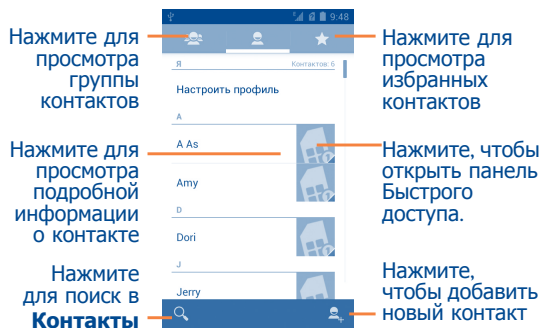 Нажмите для
просмотра
группы
контактов
Нажмите для
просмотра
подробной
информации
о контакте
Нажмите
для поиск в
Контакты
9:48
Я
Контактов: 6
Настроить профиль
A
A As
Amy
D
Dori
J
Jerry
Нажмите для
просмотра
избранных
контактов
Нажмите, чтобы
открыть панель
Быстрого
доступа.
Нажмите,
чтобы добавить
новый контакт